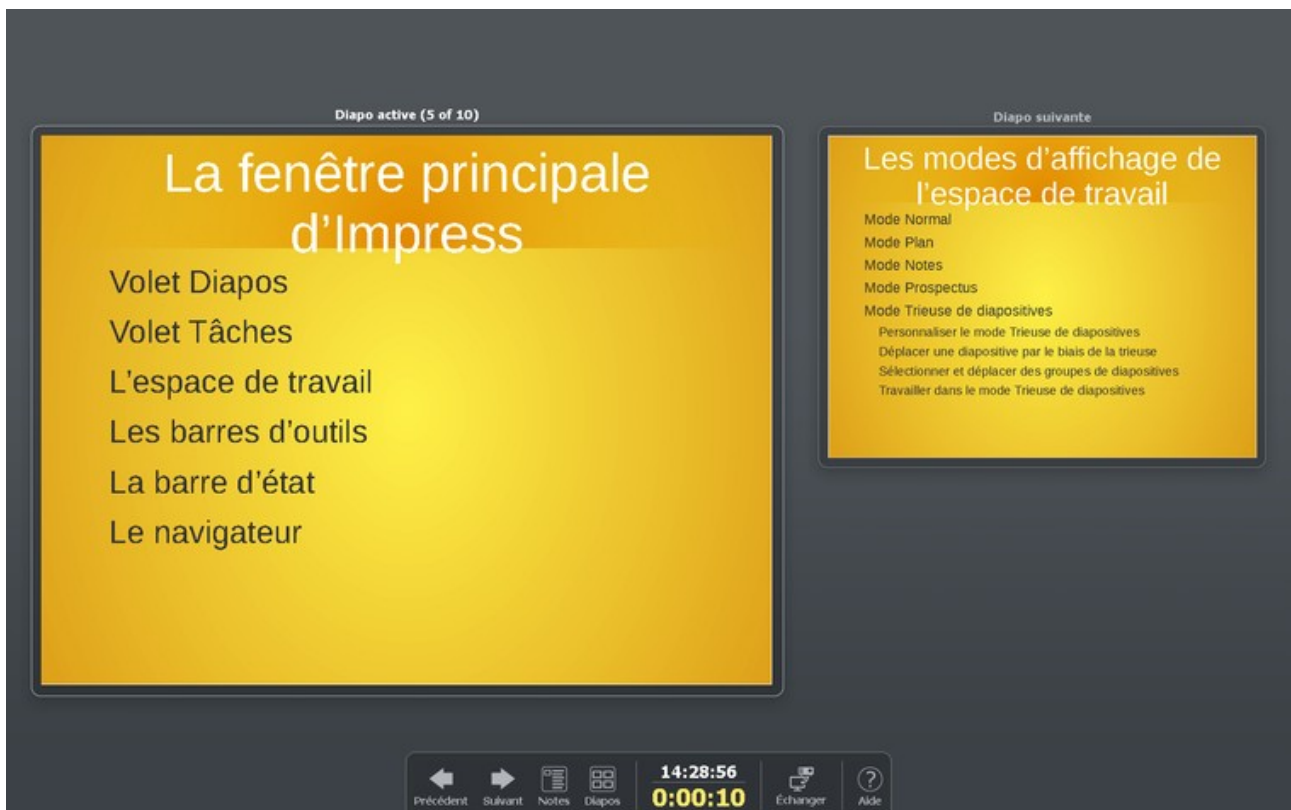 Diapo active (5 of 10)
La fenêtre principale
d’Impress
Volet Diapos
Volet Tâches
L’espace de travail
Les barres d’outils
La barre d’état
Le navigateur
Diapo suivante
Les modes d’affichage de
l’espace de travail
Mode Normal
Mode Plan
Mode Notes
Mode Prospectus
Mode Trieuse de diapositives
Personnaliser le mode Trieuse de diapositives
Déplacer une diapositive par le biais de la trieuse
Sélectionner et déplacer des groupes de diapositives
Travailler dans le mode Trieuse de diapositives
Précédent
Suivant
Notes
Diapos
14:28:56
0:00:10
Échanger
?
Aide